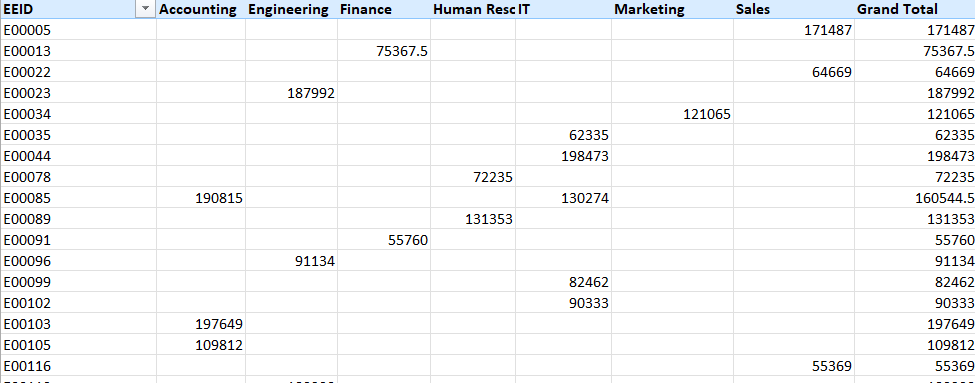 EEID Accounting Engineering Finance Human Resc IT Marketing Sales Grand Total
E00005 171487 171487
E00013 75367.5 75367.5
E00022 64669 64669
E00023 187992 187992
E00034 121065 121065
E00035 62335 62335
E00044 198473 198473
E00078 72235 72235
E00085 190815 130274 160544.5
E00089 131353 131353
E00091 55760 55760
E00096 91134 91134
E00099 82462 82462
E00102 90333 90333
E00103 197649 197649
E00105 109812 109812
E00116 55369 55369